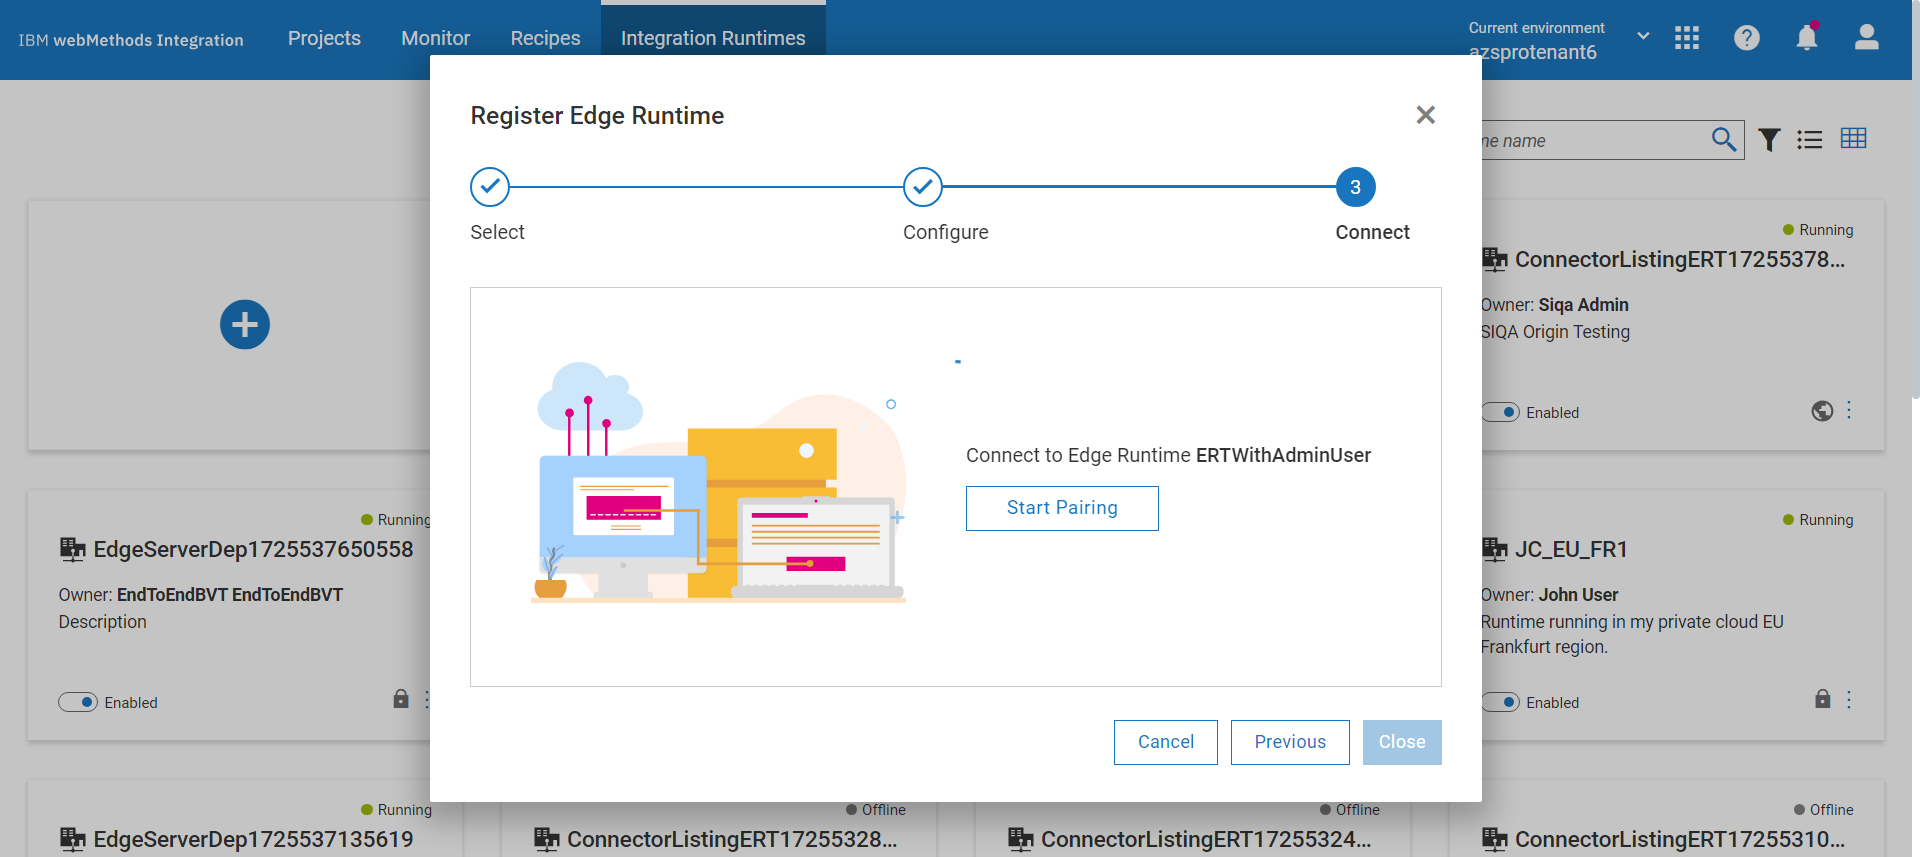 IBM webMethods Integration
Projects
Monitor
Recipes
Integration Runtimes
Current environment
azsprotenant6
Register Edge Runtime
3
Select
Configure
Connect
Connect to Edge Runtime ERTWithAdminUser
Start Pairing
Cancel
Previous
Close
name
Running
ConnectorListingERT17255378...
Owner: Siqa Admin
SIQA Origin Testing
Enabled
Running
EdgeServerDep1725537650558
Owner: EndToEndBVT EndToEndBVT
Description
Enabled
Running
JC_EU_FR1
Owner: John User
Runtime running in my private cloud EU
Frankfurt region.
Enabled
Running
EdgeServerDep1725537135619
Offline
ConnectorListingERT17255328...
Offline
ConnectorListingERT17255324...
Offline
ConnectorListingERT17255310...